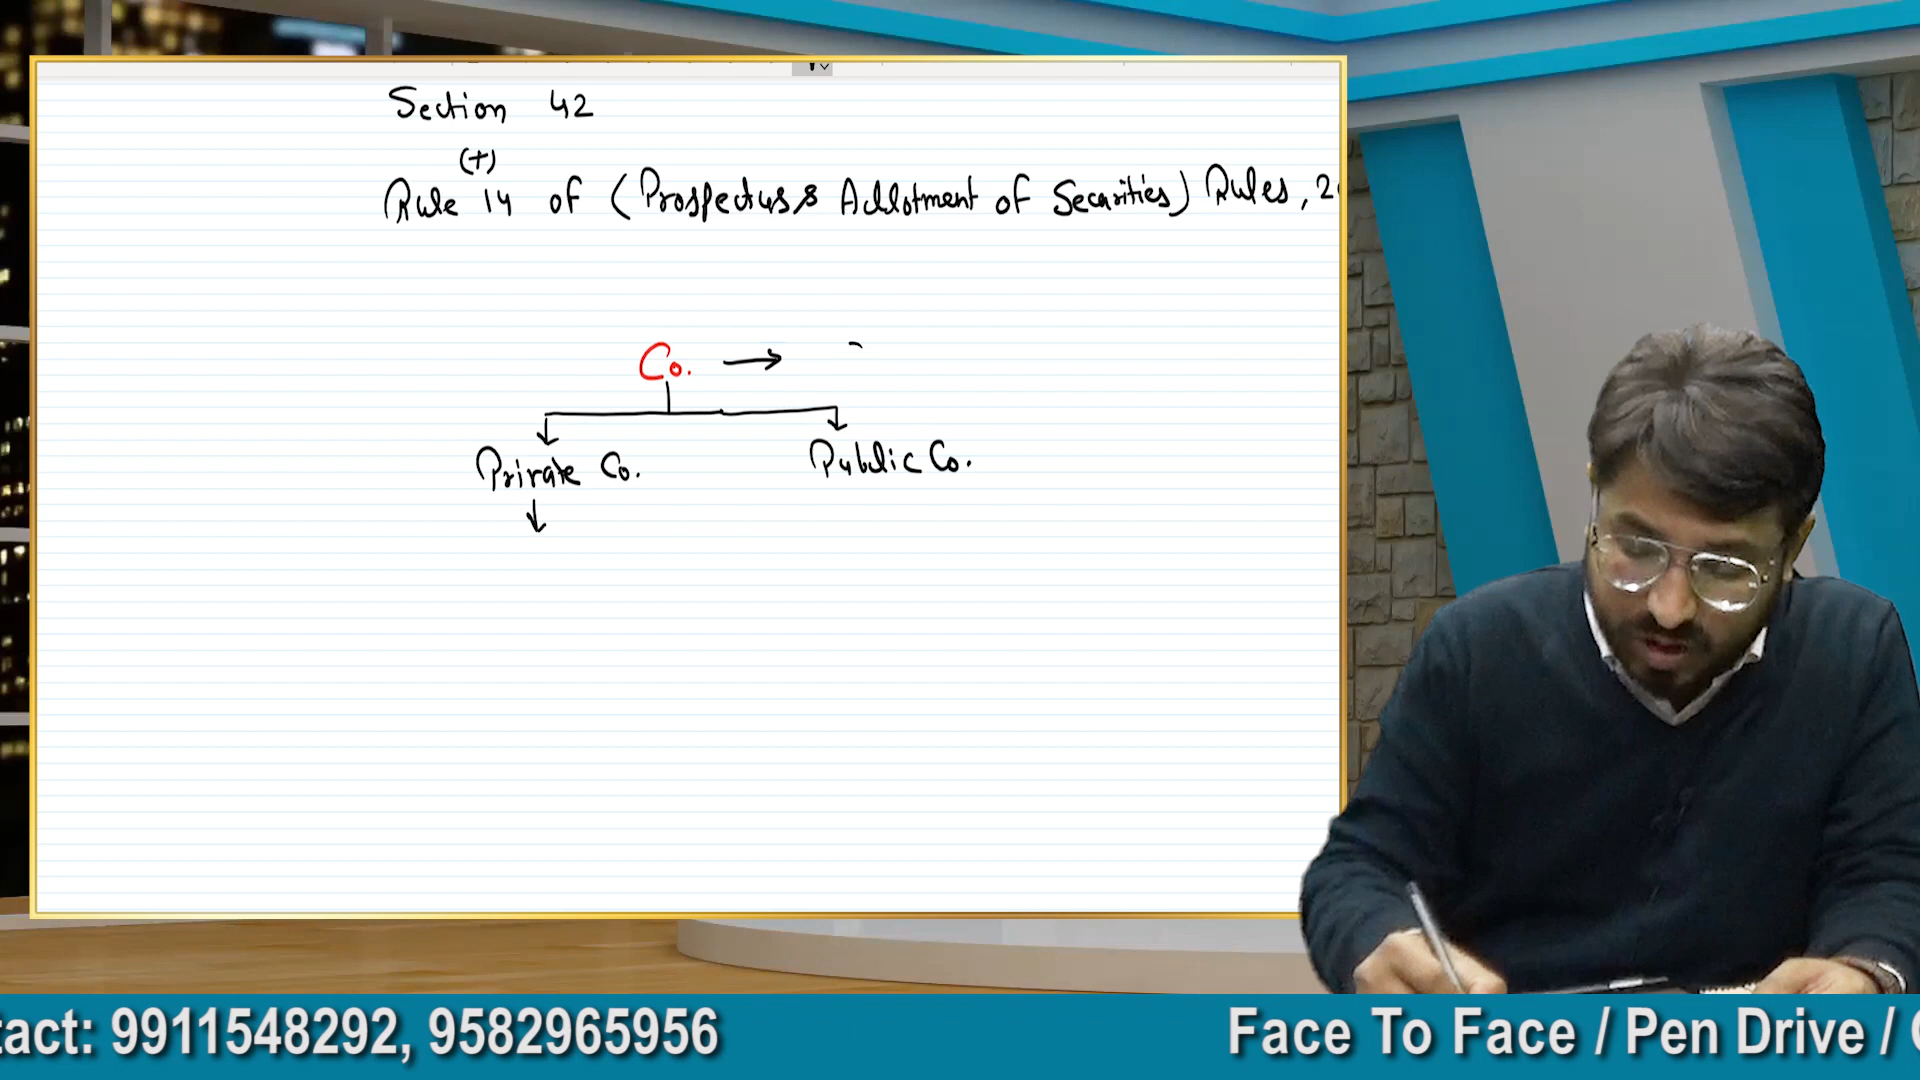 Section 42
(+)
Rule 14 of (Prospectus & Allotment of Securities) Rules, 2
Co.
Private Co.
Public Co.
tact: 9911548292, 9582965956
Face To Face / Pen Drive /